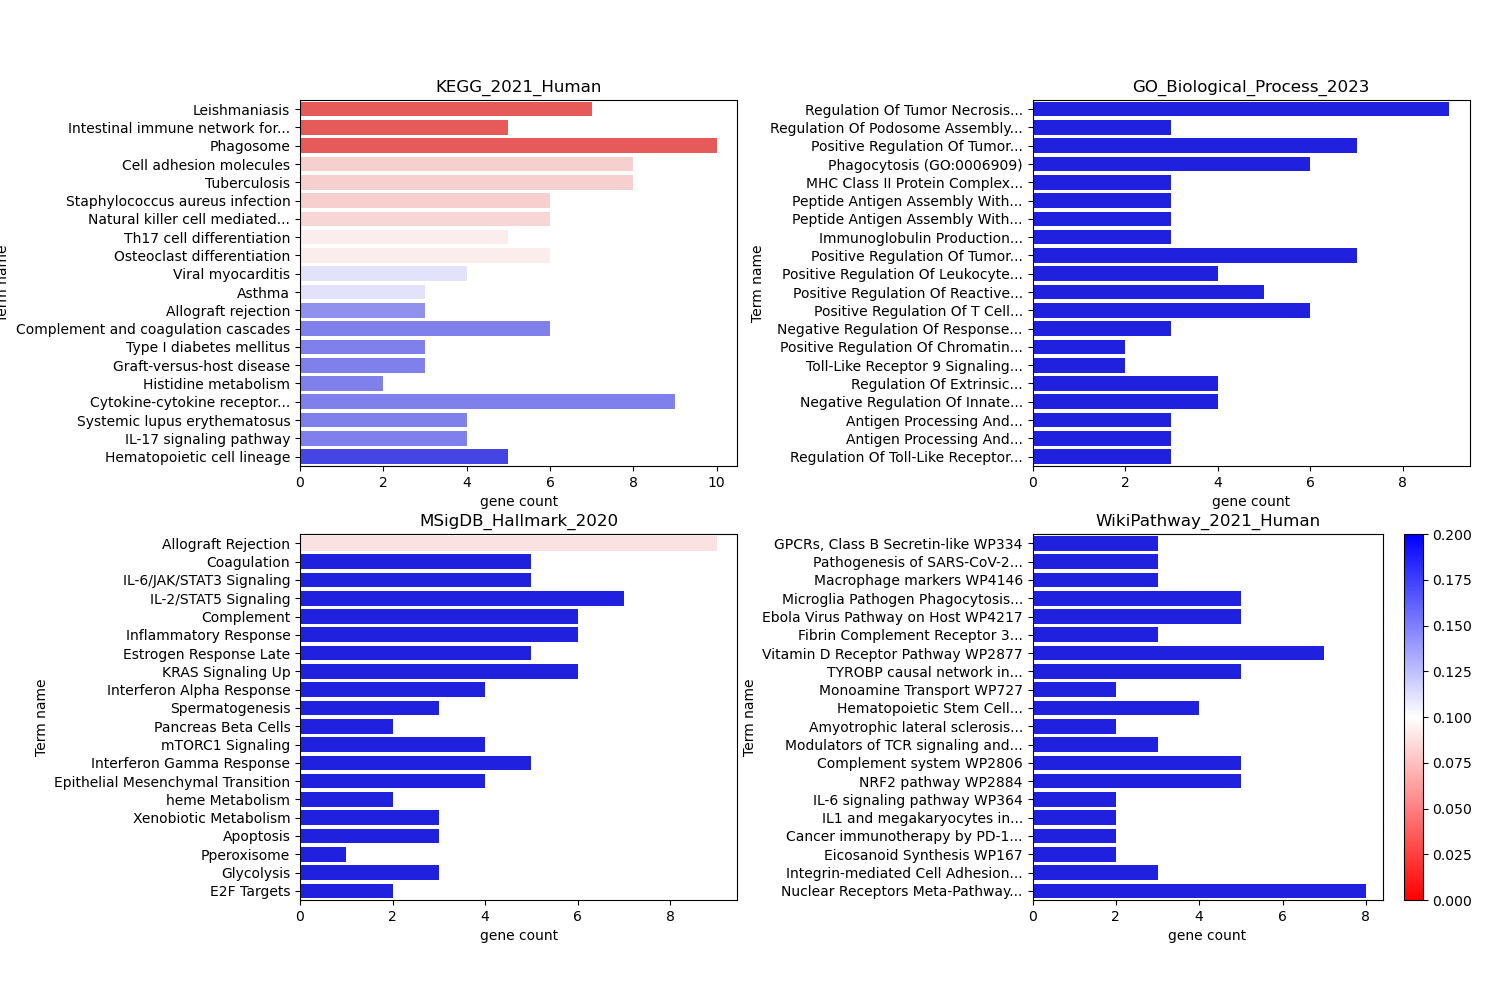 KEGG_2021_Human
Leishmaniasis
Intestinal immune network for...
Phagosome
Cell adhesion molecules
Tuberculosis
Staphylococcus aureus infection
Natural killer cell mediated...
Th17 cell differentiation
Osteoclast differentiation
Viral myocarditis
Asthma
Allograft rejection
Complement and coagulation cascades
Type I diabetes mellitus
Graft-versus-host disease
Histidine metabolism
Cytokine-cytokine receptor...
Systemic lupus erythematosus
IL-17 signaling pathway
Hematopoietic cell lineage
Term name
0 2 4 6 8 10
gene count
GO_Biological_Process_2023
Regulation Of Tumor Necrosis...
Regulation Of Podosome Assembly...
Positive Regulation Of Tumor...
Phagocytosis (GO:0006909)
MHC Class II Protein Complex...
Peptide Antigen Assembly With...
Peptide Antigen Assembly With...
Immunoglobulin Production...
Positive Regulation Of Tumor...
Positive Regulation Of Leukocyte...
Positive Regulation Of Reactive...
Positive Regulation Of T Cell...
Negative Regulation Of Response...
Positive Regulation Of Chromatin...
Toll-Like Receptor 9 Signaling...
Regulation Of Extrinsic...
Negative Regulation Of Innate...
Antigen Processing And...
Antigen Processing And...
Regulation Of Toll-Like Receptor...
Term name
0 2 4 6 8
gene count
MSigDB_Hallmark_2020
Allograft Rejection
Coagulation
IL-6/JAK/STAT3 Signaling
IL-2/STAT5 Signaling
Complement
Inflammatory Response
Estrogen Response Late
KRAS Signaling Up
Interferon Alpha Response
Spermatogenesis
Pancreas Beta Cells
mTORC1 Signaling
Interferon Gamma Response
Epithelial Mesenchymal Transition
heme Metabolism
Xenobiotic Metabolism
Apoptosis
Pperoxisome
Glycolysis
E2F Targets
Term name
0 2 4 6 8
gene count
WikiPathway_2021_Human
GPCRs, Class B Secretin-like WP334
Pathogenesis of SARS-CoV-2...
Macrophage markers WP4146
Microglia Pathogen Phagocytosis...
Ebola Virus Pathway on Host WP4217
Fibrin Complement Receptor 3...
Vitamin D Receptor Pathway WP2877
TYROBP causal network in...
Monoamine Transport WP727
Hematopoietic Stem Cell...
Amyotrophic lateral sclerosis...
Modulators of TCR signaling and...
Complement system WP2806
NRF2 pathway WP2884
IL-6 signaling pathway WP364
IL1 and megakaryocytes in...
Cancer immunotherapy by PD-1...
Eicosanoid Synthesis WP167
Integrin-mediated Cell Adhesion...
Nuclear Receptors Meta-Pathway...
Term name
0 2 4 6 8
gene count
0.200
0.175
0.150
0.125
0.100
0.075
0.050
0.025
0.000